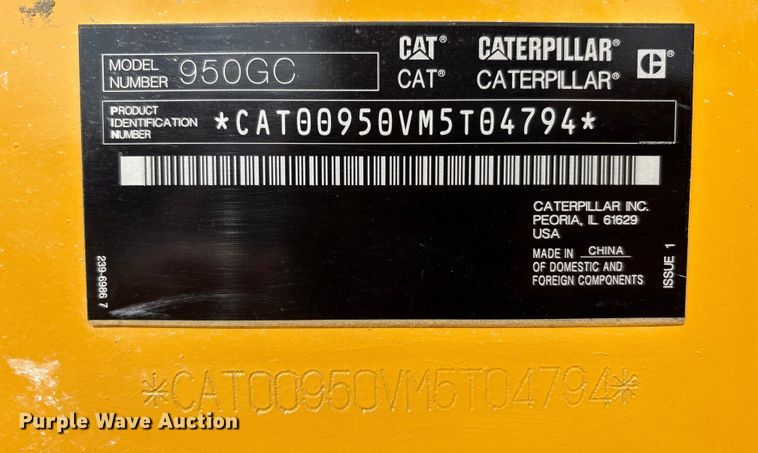 MODEL NUMBER 950GC
CAT® CATERPILLAR®
CAT® CATERPILLAR®
C®
PRODUCT IDENTIFICATION NUMBER *CAT00950VM5T04794*
CATERPILLAR INC.
PEORIA, IL 61629
USA
MADE IN CHINA
OF DOMESTIC AND
FOREIGN COMPONENTS
ISSUE 1
239-6986 7
*CAT00950VM5T04794*
Purple Wave Auction